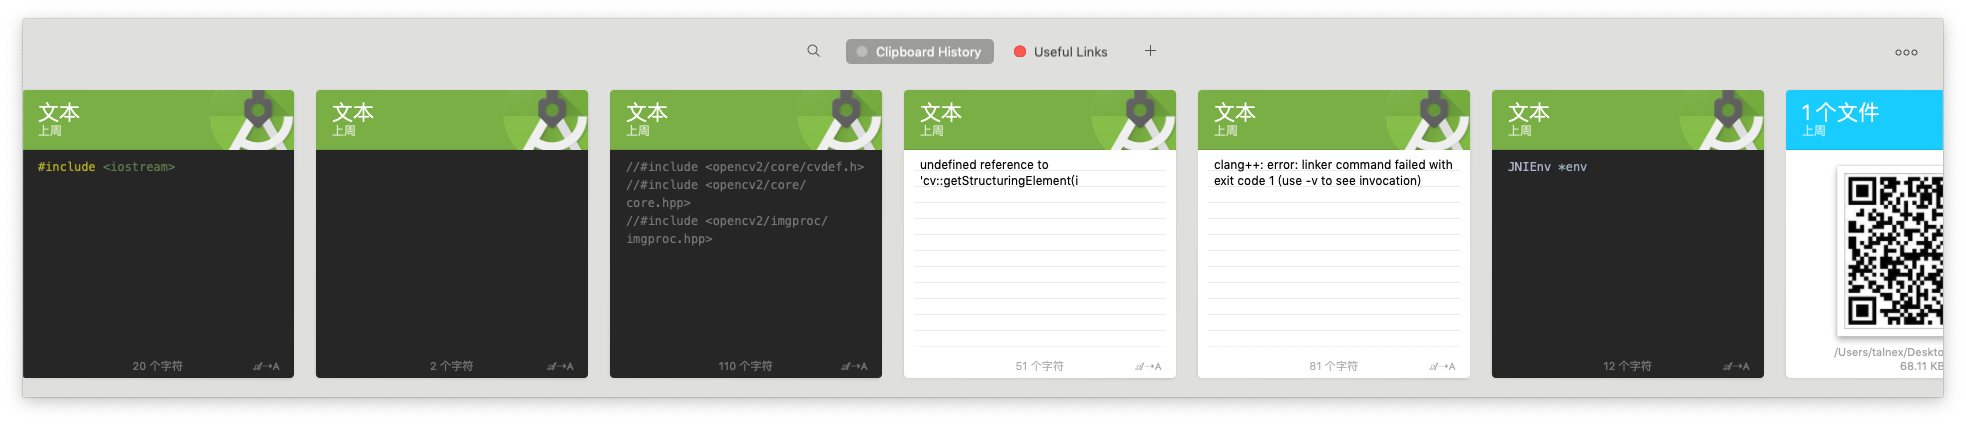 Clipboard History
Useful Links
文本
上周
#include <iostream>
20 个字符
文本
上周
2 个字符
文本
上周
//#include <opencv2/core/cvdef.h>
//#include <opencv2/core/
core.hpp>
//#include <opencv2/imgproc/
imgproc.hpp>
110 个字符
文本
上周
undefined reference to
'cv::getStructuringElement(i
51 个字符
文本
上周
clang++: error: linker command failed with
exit code 1 (use -v to see invocation)
81 个字符
文本
上周
JNIEnv *env
12 个字符
1 个文件
上周
/Users/talnex/Deskto
68.11 KB